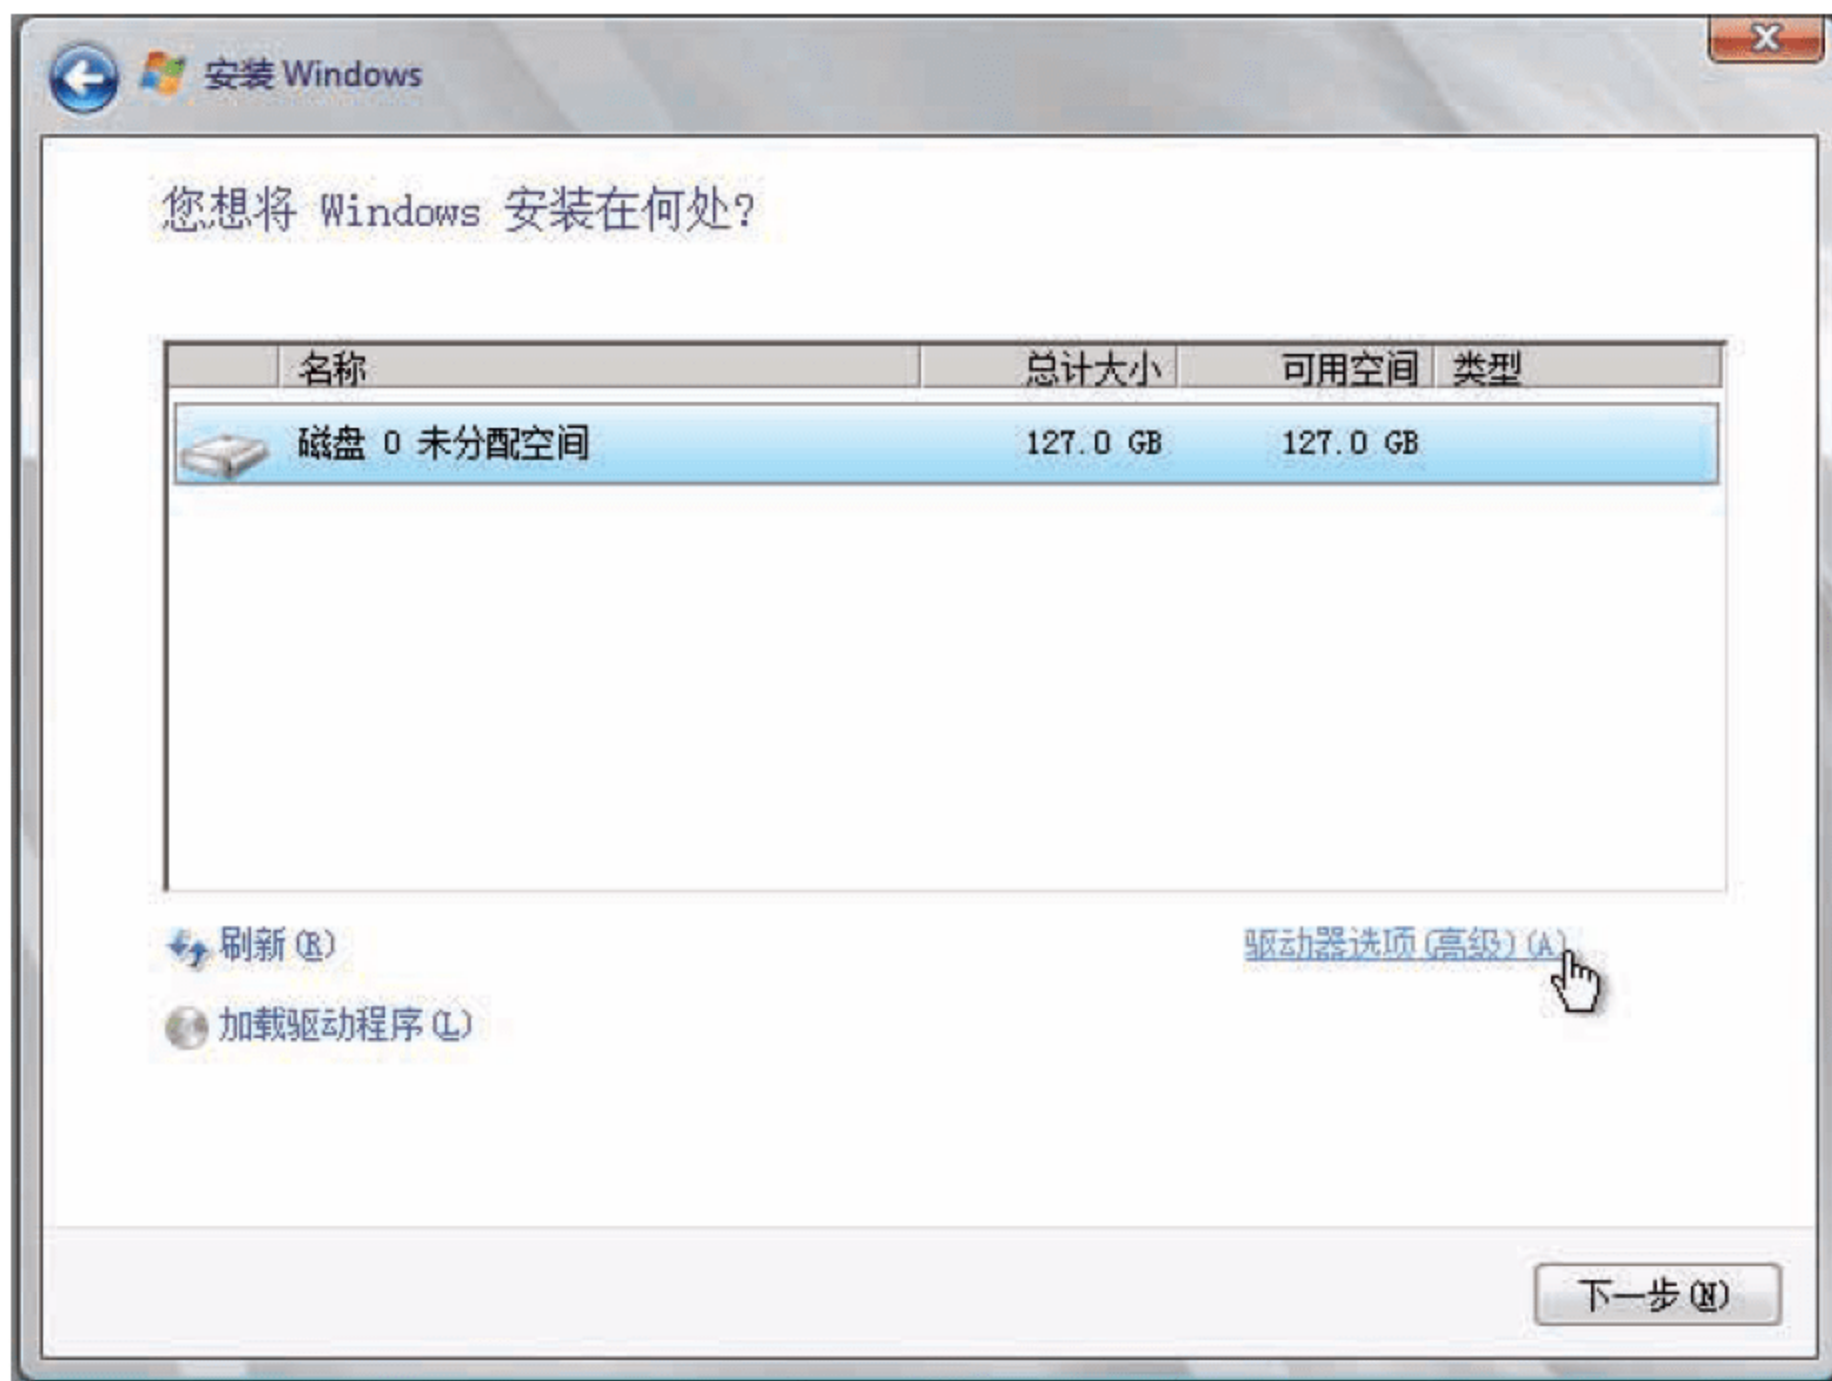 安装 Windows
您想将 Windows 安装在何处?
名称 总计大小 可用空间 类型
磁盘 0 未分配空间 127.0 GB 127.0 GB
刷新(R) 驱动器选项(高级)(A)
加载驱动程序(L)
下一步(N)